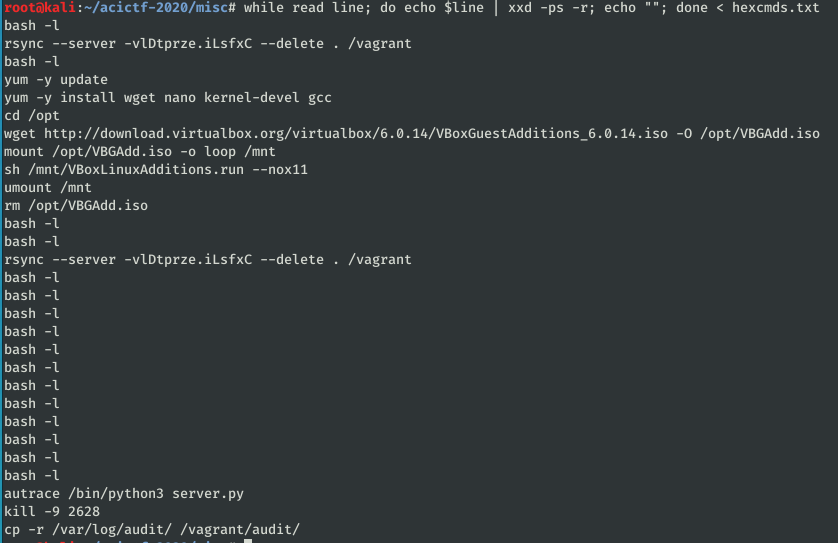 root@kali:~/acictf-2020/misc# while read line; do echo $line | xxd -ps -r; echo ""; done < hexcmds.txt
bash -l
rsync --server -vlDtprze.iLsfxC --delete . /vagrant
bash -l
yum -y update
yum -y install wget nano kernel-devel gcc
cd /opt
wget http://download.virtualbox.org/virtualbox/6.0.14/VBoxGuestAdditions_6.0.14.iso -O /opt/VBGAdd.iso
mount /opt/VBGAdd.iso -o loop /mnt
sh /mnt/VBoxLinuxAdditions.run --nox11
umount /mnt
rm /opt/VBGAdd.iso
bash -l
bash -l
rsync --server -vlDtprze.iLsfxC --delete . /vagrant
bash -l
bash -l
bash -l
bash -l
bash -l
bash -l
bash -l
bash -l
bash -l
bash -l
bash -l
bash -l
autrace /bin/python3 server.py
kill -9 2628
cp -r /var/log/audit/ /vagrant/audit/